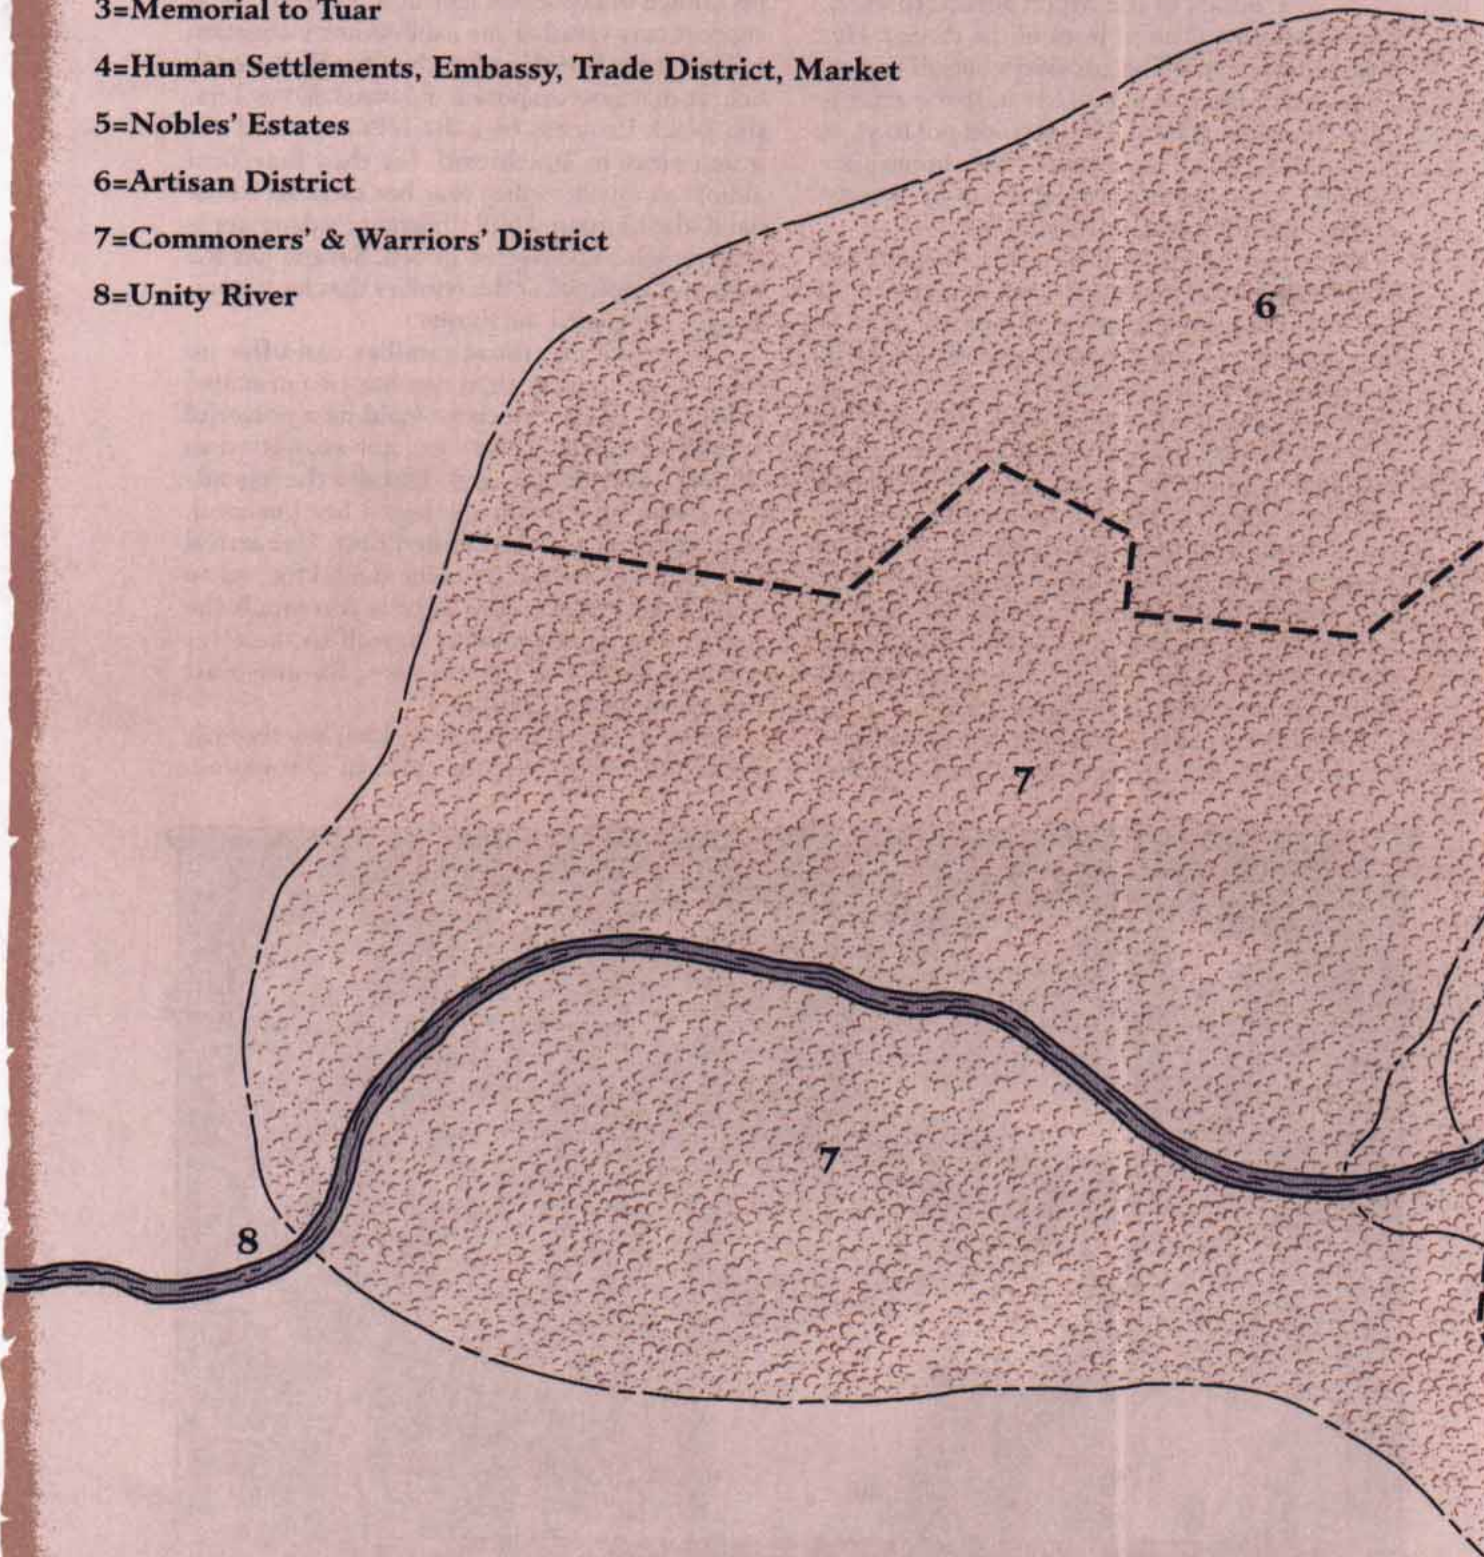 3=Memorial to Tuar
4=Human Settlements, Embassy, Trade District, Market
5=Nobles' Estates
6=Artisan District
7=Commoners' & Warriors' District
8=Unity River
6
7
7
8